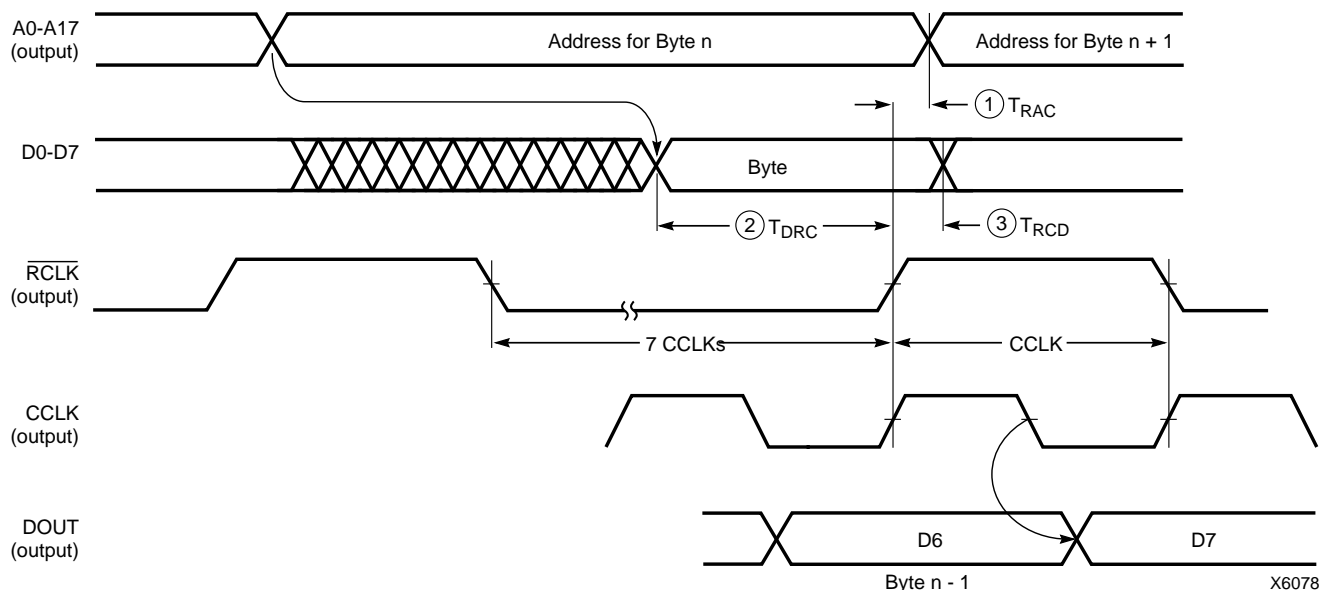 A0-A17
(output)
Address for Byte n
Address for Byte n + 1
1 TRAC
D0-D7
Byte
2 TDRC
3 TRCD
RCLK
(output)
7 CCLKs
CCLK
CCLK
(output)
DOUT
(output)
D6
D7
Byte n - 1
X6078